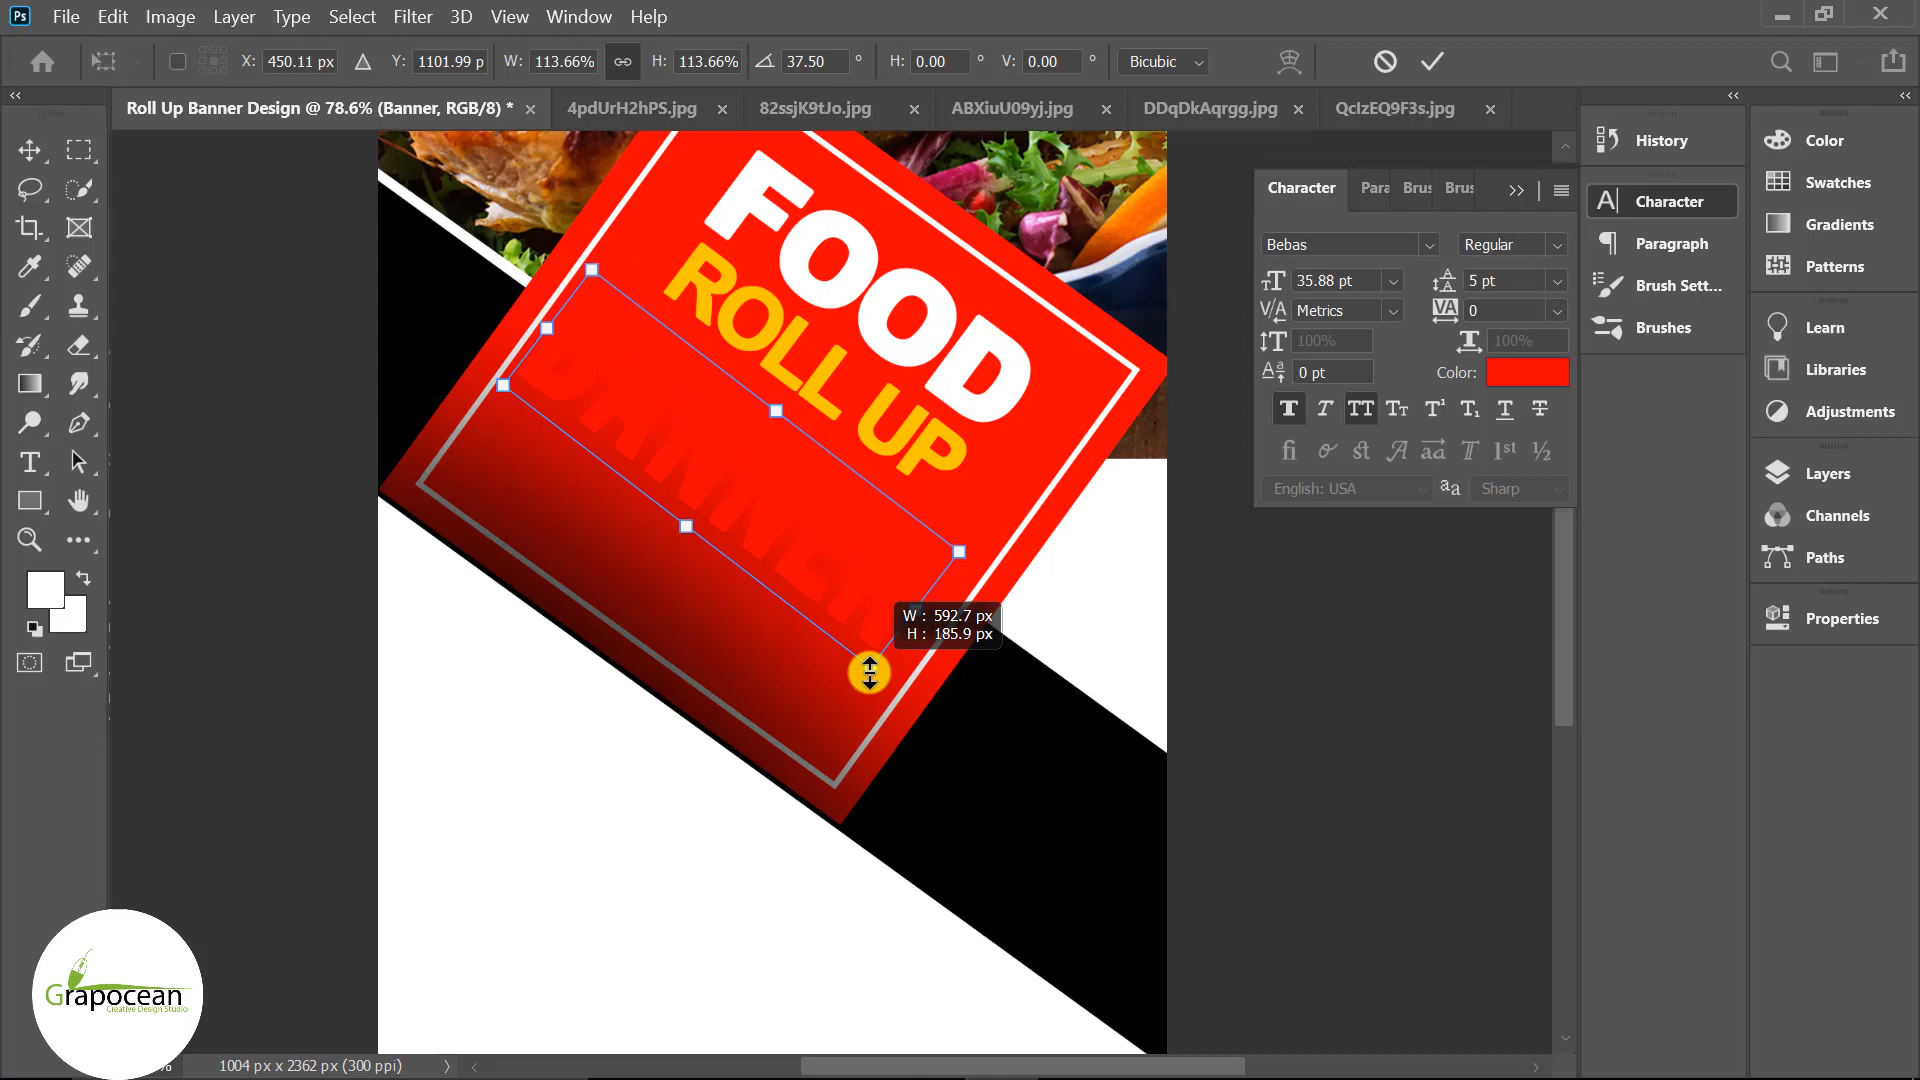 Ps File Edit Image Layer Type Select Filter 3D View Window Help
X: 450.11 px Y: 1101.99 p W: 113.66% H: 113.66% 37.50 ° H: 0.00 ° V: 0.00 ° Bicubic
Roll Up Banner Design @ 78.6% (Banner, RGB/8) * 4pdUrH2hPS.jpg 82ssjK9tJo.jpg ABXiuU09yj.jpg DDqDkAqrgg.jpg QclzEQ9F3s.jpg
FOOD
ROLL UP
BANNER
W : 592.7 px
H : 185.9 px
Character Para Brus Brus
Bebas Regular
35.88 pt 5 pt
Metrics 0
100% 100%
0 pt Color:
English: USA aa Sharp
History
Character
Paragraph
Brush Sett...
Brushes
Color
Swatches
Gradients
Patterns
Learn
Libraries
Adjustments
Layers
Channels
Paths
Properties
Grapocean
Creative Design Studio
% 1004 px x 2362 px (300 ppi)